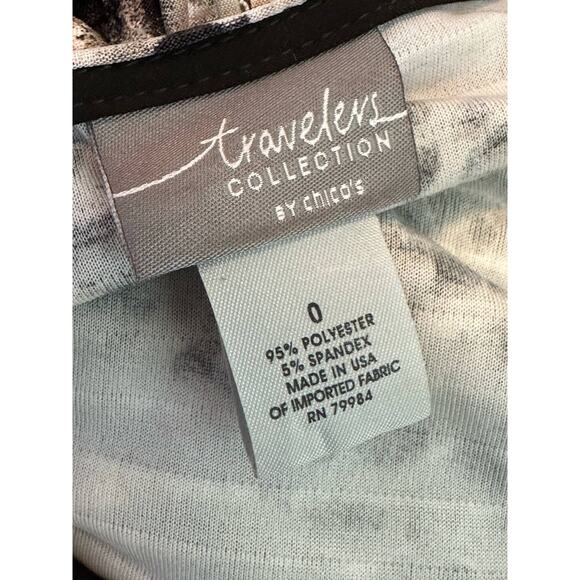 travelers
COLLECTION
BY chico's
0
95% POLYESTER
5% SPANDEX
MADE IN USA
OF IMPORTED FABRIC
RN 79984